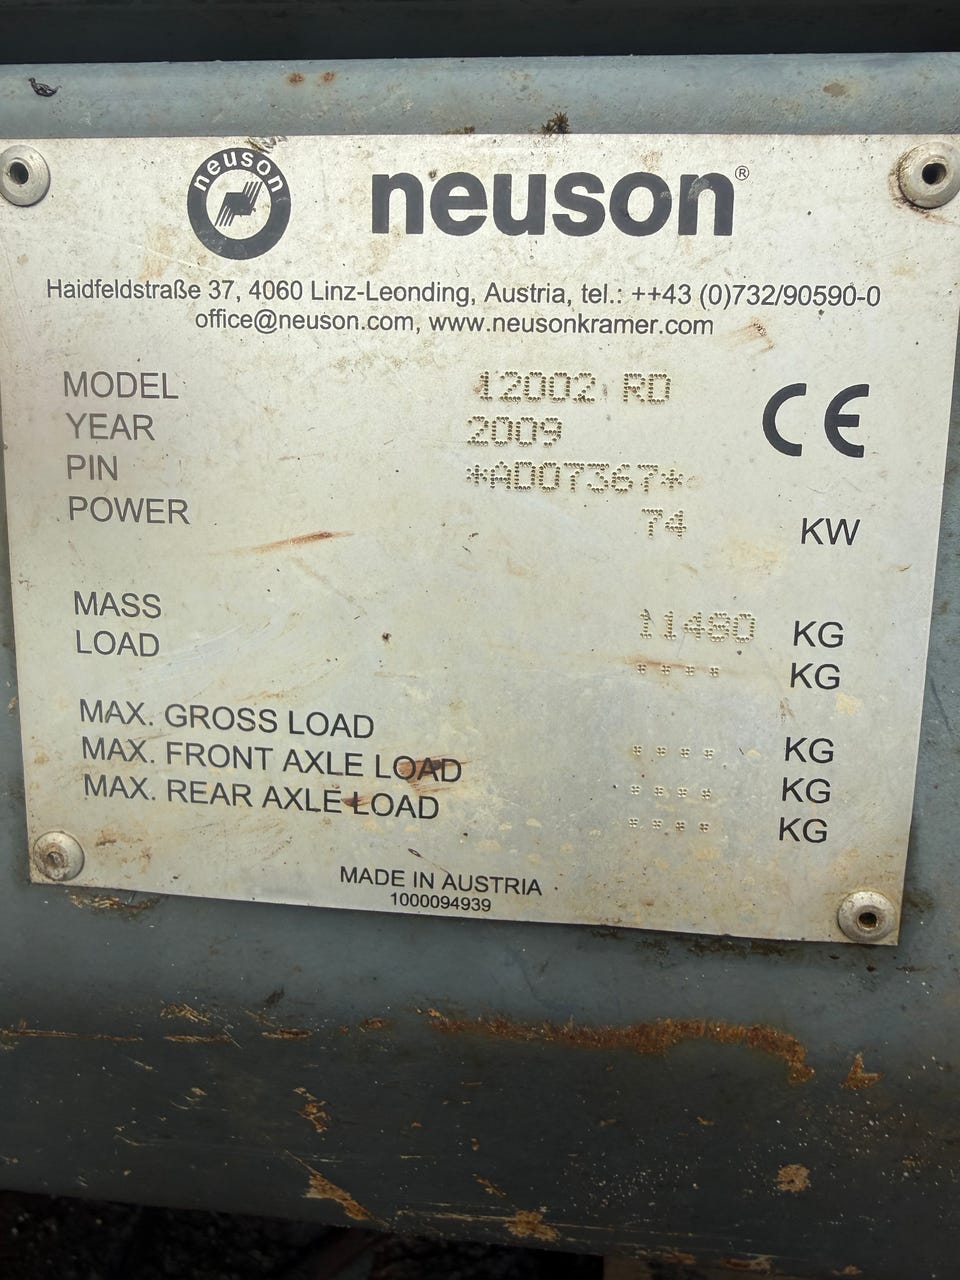 neuson
neuson®
Haidfeldstraße 37, 4060 Linz-Leonding, Austria, tel.: ++43 (0)732/90590-0
office@neuson.com, www.neusonkramer.com
MODEL 12002 RD
YEAR 2009
PIN *A007367*
POWER 74 KW
CE
MASS 11480 KG
LOAD **** KG
MAX. GROSS LOAD **** KG
MAX. FRONT AXLE LOAD **** KG
MAX. REAR AXLE LOAD **** KG
MADE IN AUSTRIA
1000094939